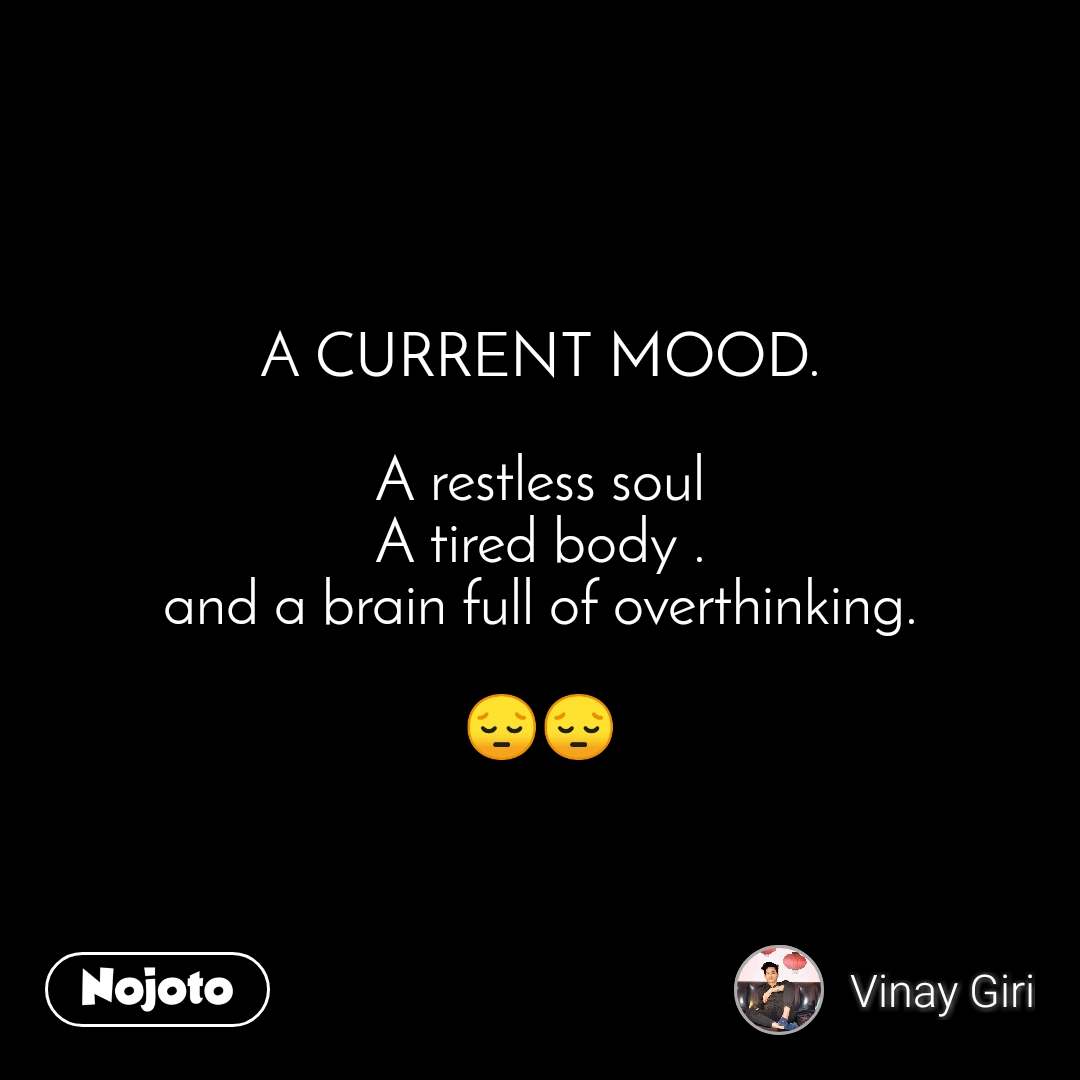 A CURRENT MOOD.
A restless soul
A tired body .
and a brain full of overthinking.
😔😔
Nojoto
Vinay Giri